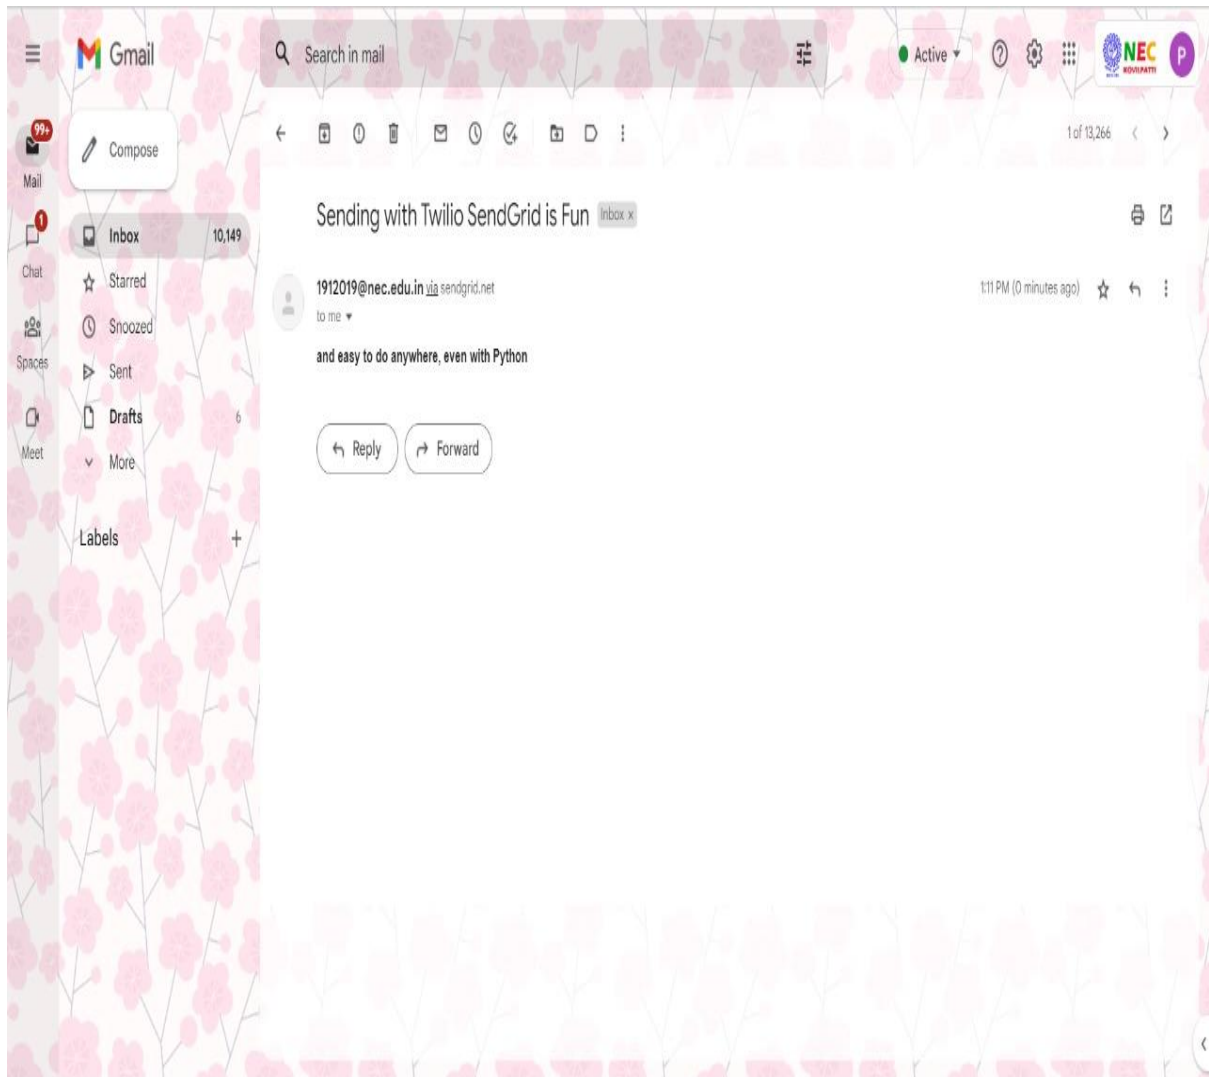 Gmail
Search in mail
Active
NEC
KOVILPATTI
P
99+
Mail
Compose
1 of 13,266
Sending with Twilio SendGrid is Fun Inbox x
1
Chat
Inbox 10,149
Starred
1912019@nec.edu.in via sendgrid.net 1:11 PM (0 minutes ago)
to me
Snoozed
Spaces
and easy to do anywhere, even with Python
Sent
Drafts 6
Meet
More
Reply Forward
Labels